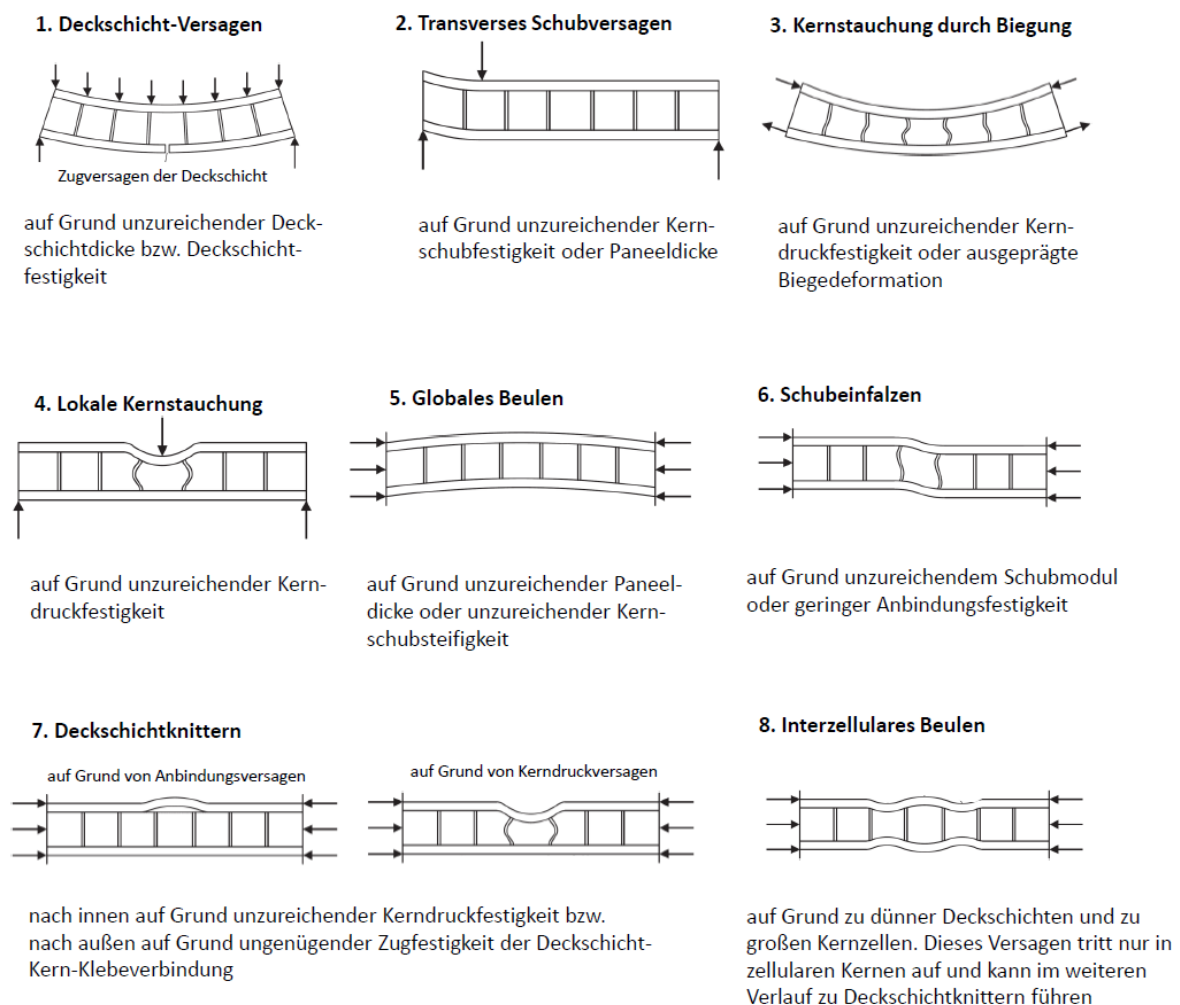 1. Deckschicht-Versagen
Zugversagen der Deckschicht
auf Grund unzureichender Deck-
schichtdicke bzw. Deckschicht-
festigkeit
2. Transverses Schubversagen
auf Grund unzureichender Kern-
schubfestigkeit oder Paneeldicke
3. Kernstauchung durch Biegung
auf Grund unzureichender Kern-
druckfestigkeit oder ausgeprägte
Biegedeformation
4. Lokale Kernstauchung
auf Grund unzureichender Kern-
druckfestigkeit
5. Globales Beulen
auf Grund unzureichender Paneel-
dicke oder unzureichender Kern-
schubsteifigkeit
6. Schubeinfalzen
auf Grund unzureichendem Schubmodul
oder geringer Anbindungsfestigkeit
7. Deckschichtknittern
auf Grund von Anbindungsversagen
auf Grund von Kerndruckversagen
nach innen auf Grund unzureichender Kerndruckfestigkeit bzw.
nach außen auf Grund ungenügender Zugfestigkeit der Deckschicht-
Kern-Klebeverbindung
8. Interzellulares Beulen
auf Grund zu dünner Deckschichten und zu
großen Kernzellen. Dieses Versagen tritt nur in
zellularen Kernen auf und kann im weiteren
Verlauf zu Deckschichtknittern führen